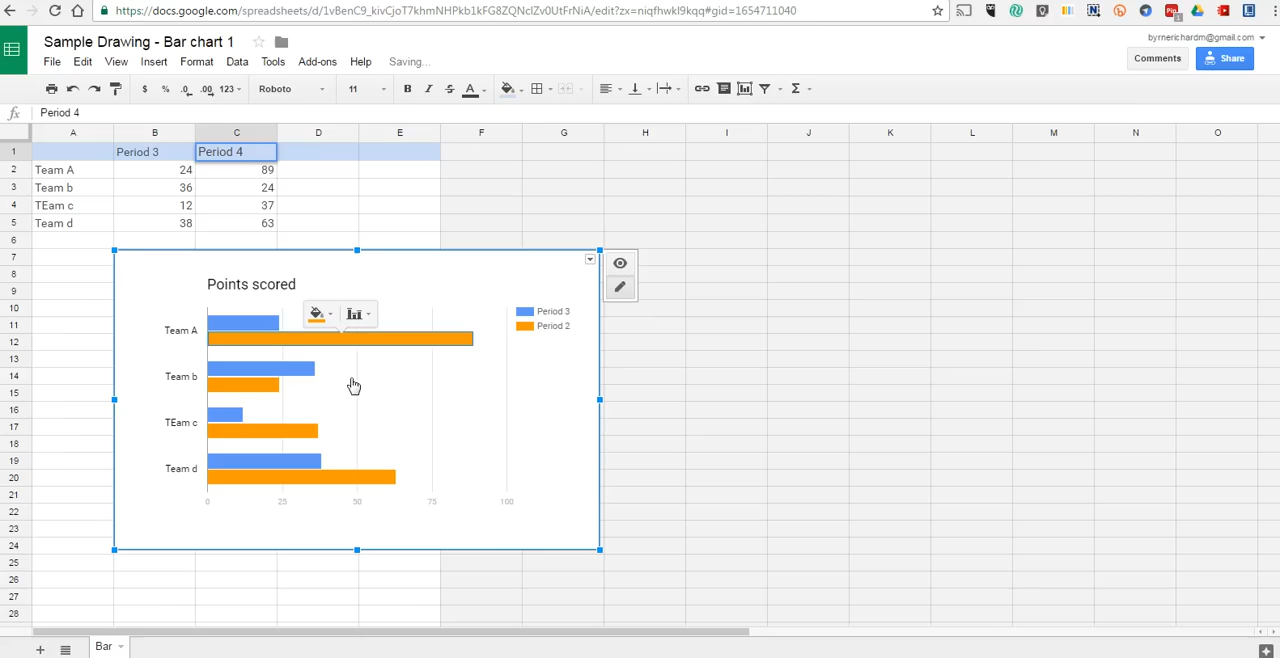 https://docs.google.com/spreadsheets/d/1vBenC9_kivCjoT7khmNHPkb1kFG8ZQNclZv0UtFrNiA/edit?zx=niqfhwkl9kqq#gid=1654711040
Sample Drawing - Bar chart 1
byrnerichardm@gmail.com
File Edit View Insert Format Data Tools Add-ons Help Saving...
Comments Share
$ % .0 .00 123 Roboto 11 B I S A Σ
fx Period 4
A B C D E F G H I J K L M N O
1 Period 3 Period 4
2 Team A 24 89
3 Team b 36 24
4 TEam c 12 37
5 Team d 38 63
6
7
8
9
10
11
12
13
14
15
16
17
18
19
20
21
22
23
24
25
26
27
28
Points scored
Period 3
Period 2
Team A
Team b
TEam c
Team d
0 25 50 75 100
+ Bar